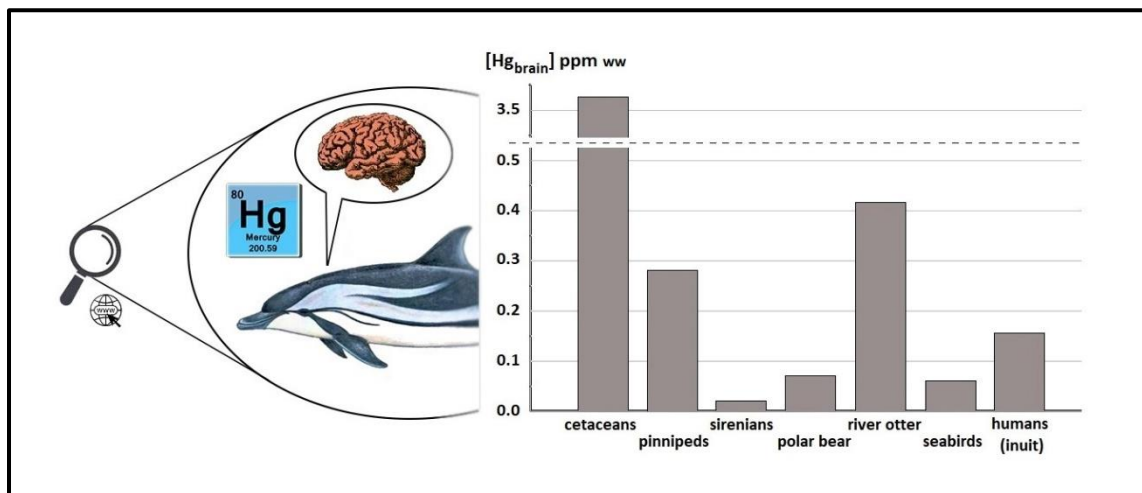 80
Hg
Mercury
200.59
www
[Hgbrain] ppm ww
3.5
0.5
0.4
0.3
0.2
0.1
0.0
cetaceans
pinnipeds
sirenians
polar bear
river otter
seabirds
humans
(inuit)